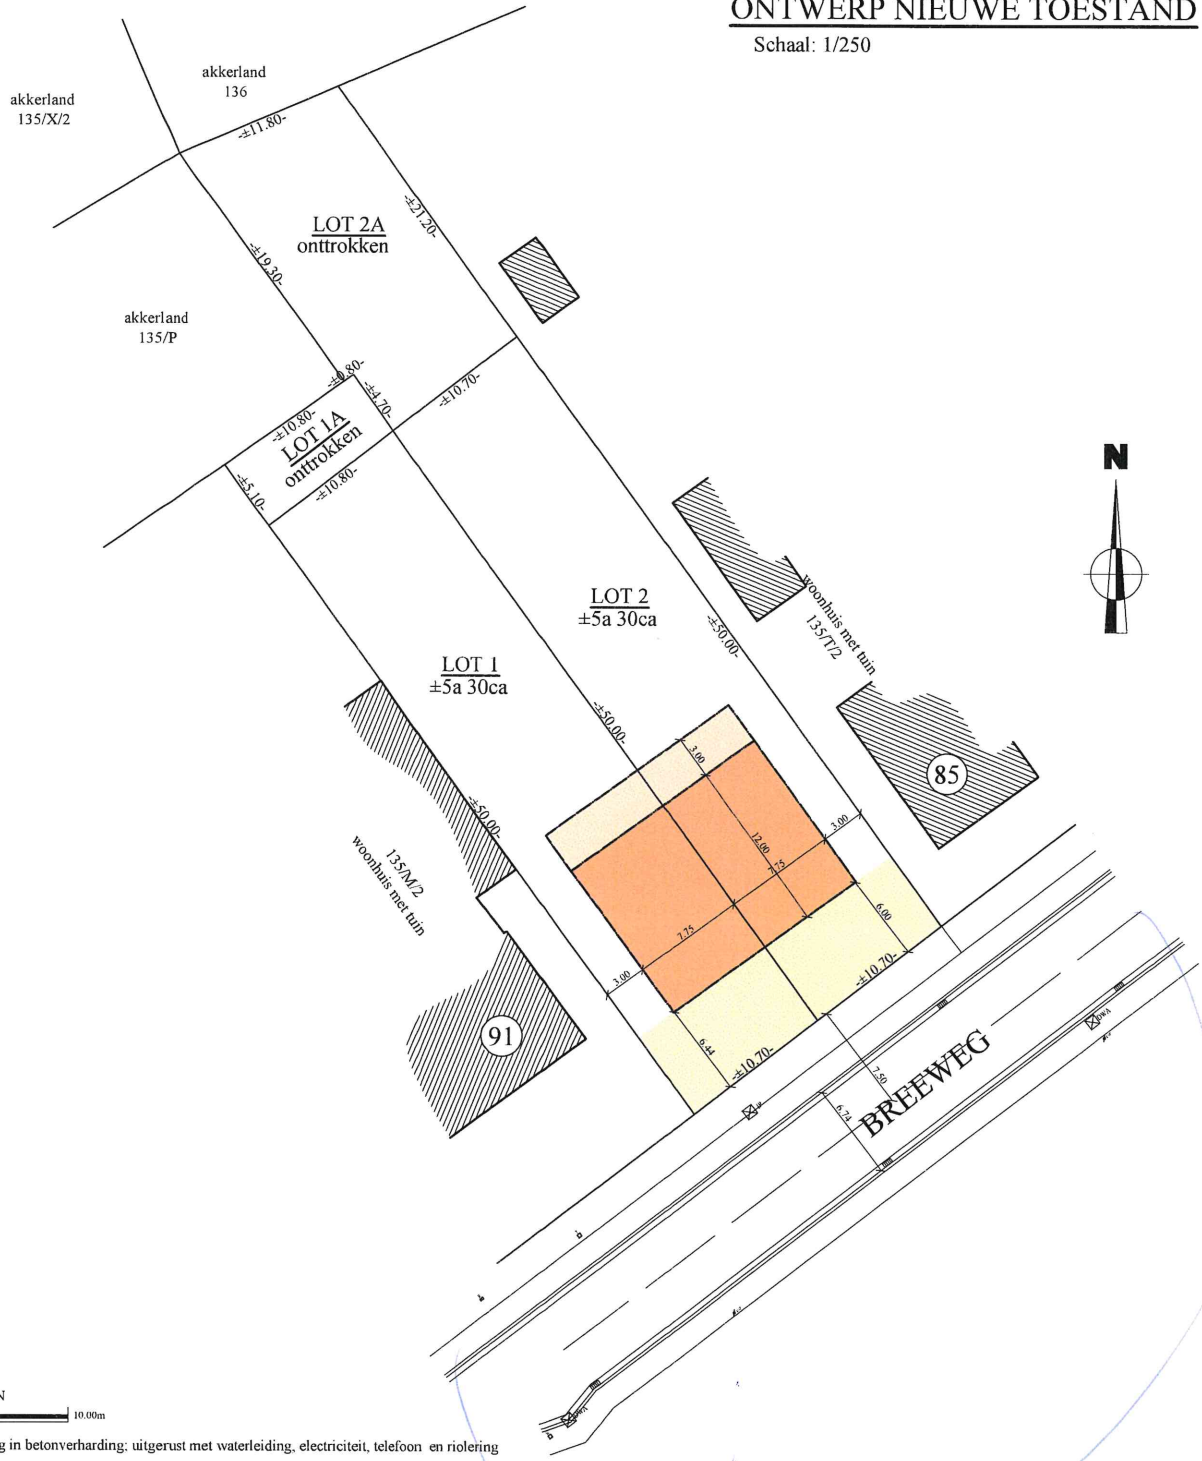 ONTWERP NIEUWE TOESTAND
Schaal: 1/250
akkerland
136
akkerland
135/X/2
-±11.80-
-±21.20-
LOT 2A
onttrokken
-±19.30-
akkerland
135/P
-±0.80-
-±4.70-
-±10.70-
-±10.80-
LOT 1A
onttrokken
-±10.80-
-±5.10-
N
LOT 2
±5a 30ca
woonhuis met tuin
135/T/2
-±50.00-
LOT 1
±5a 30ca
-±50.00-
3.00
85
-±50.00-
12.00
3.00
7.75
135/M/2
woonhuis met tuin
7.75
6.00
3.00
-±10.70-
91
6.44
-±10.70-
7.50
BREEWEG
6.74
DWA
DWA
N
10.00m
g in betonverharding; uitgerust met waterleiding, electriciteit, telefoon en riolering